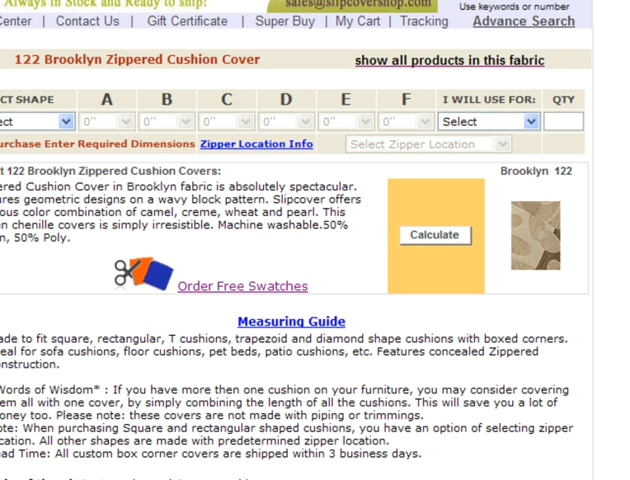 Always in Stock and Ready to ship!
sales@slipcovershop.com
Use keywords or number
Center | Contact Us | Gift Certificate | Super Buy | My Cart | Tracking
Advance Search
122 Brooklyn Zippered Cushion Cover
show all products in this fabric
CT SHAPE A B C D E F I WILL USE FOR: QTY
ect 0" 0" 0" 0" 0" 0" Select
urchase Enter Required Dimensions Zipper Location Info Select Zipper Location
t 122 Brooklyn Zippered Cushion Covers:
Brooklyn 122
ered Cushion Cover in Brooklyn fabric is absolutely spectacular.
ures geometric designs on a wavy block pattern. Slipcover offers
ous color combination of camel, creme, wheat and pearl. This
n chenille covers is simply irresistible. Machine washable.50%
n, 50% Poly.
Calculate
Order Free Swatches
Measuring Guide
ade to fit square, rectangular, T cushions, trapezoid and diamond shape cushions with boxed corners.
eal for sofa cushions, floor cushions, pet beds, patio cushions, etc. Features concealed Zippered
nstruction.
Words of Wisdom* : If you have more then one cushion on your furniture, you may consider covering
em all with one cover, by simply combining the length of all the cushions. This will save you a lot of
oney too. Please note: these covers are not made with piping or trimmings.
ote: When purchasing Square and rectangular shaped cushions, you have an option of selecting zipper
cation. All other shapes are made with predetermined zipper location.
ad Time: All custom box corner covers are shipped within 3 business days.